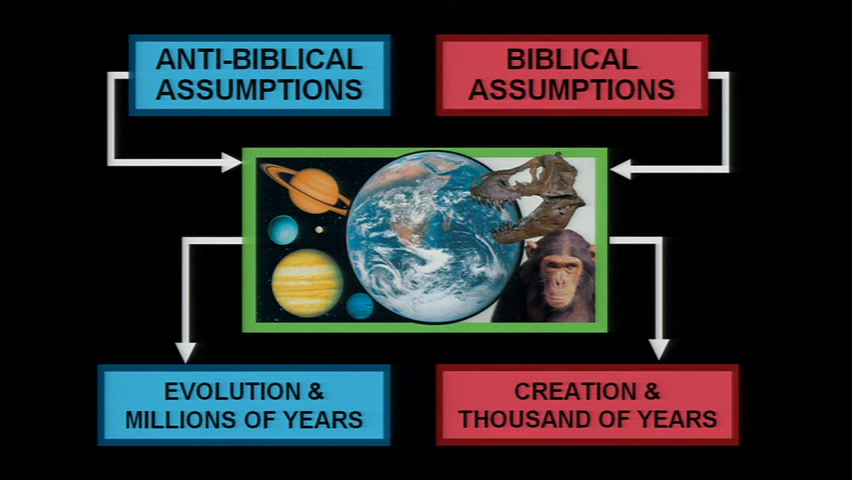 ANTI-BIBLICAL
ASSUMPTIONS
BIBLICAL
ASSUMPTIONS
EVOLUTION &
MILLIONS OF YEARS
CREATION &
THOUSAND OF YEARS